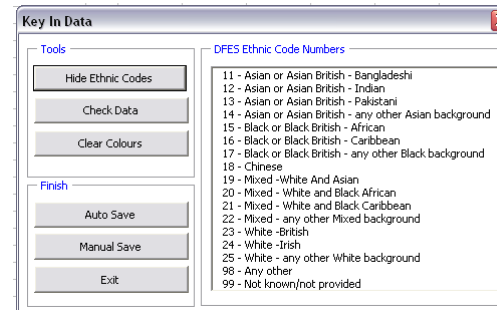 Key In Data
Tools
Hide Ethnic Codes
Check Data
Clear Colours
Finish
Auto Save
Manual Save
Exit
DFES Ethnic Code Numbers
11 - Asian or Asian British - Bangladeshi
12 - Asian or Asian British - Indian
13 - Asian or Asian British - Pakistani
14 - Asian or Asian British - any other Asian background
15 - Black or Black British - African
16 - Black or Black British - Caribbean
17 - Black or Black British - any other Black background
18 - Chinese
19 - Mixed -White And Asian
20 - Mixed - White and Black African
21 - Mixed - White and Black Caribbean
22 - Mixed - any other Mixed background
23 - White -British
24 - White -Irish
25 - White - any other White background
98 - Any other
99 - Not known/not provided